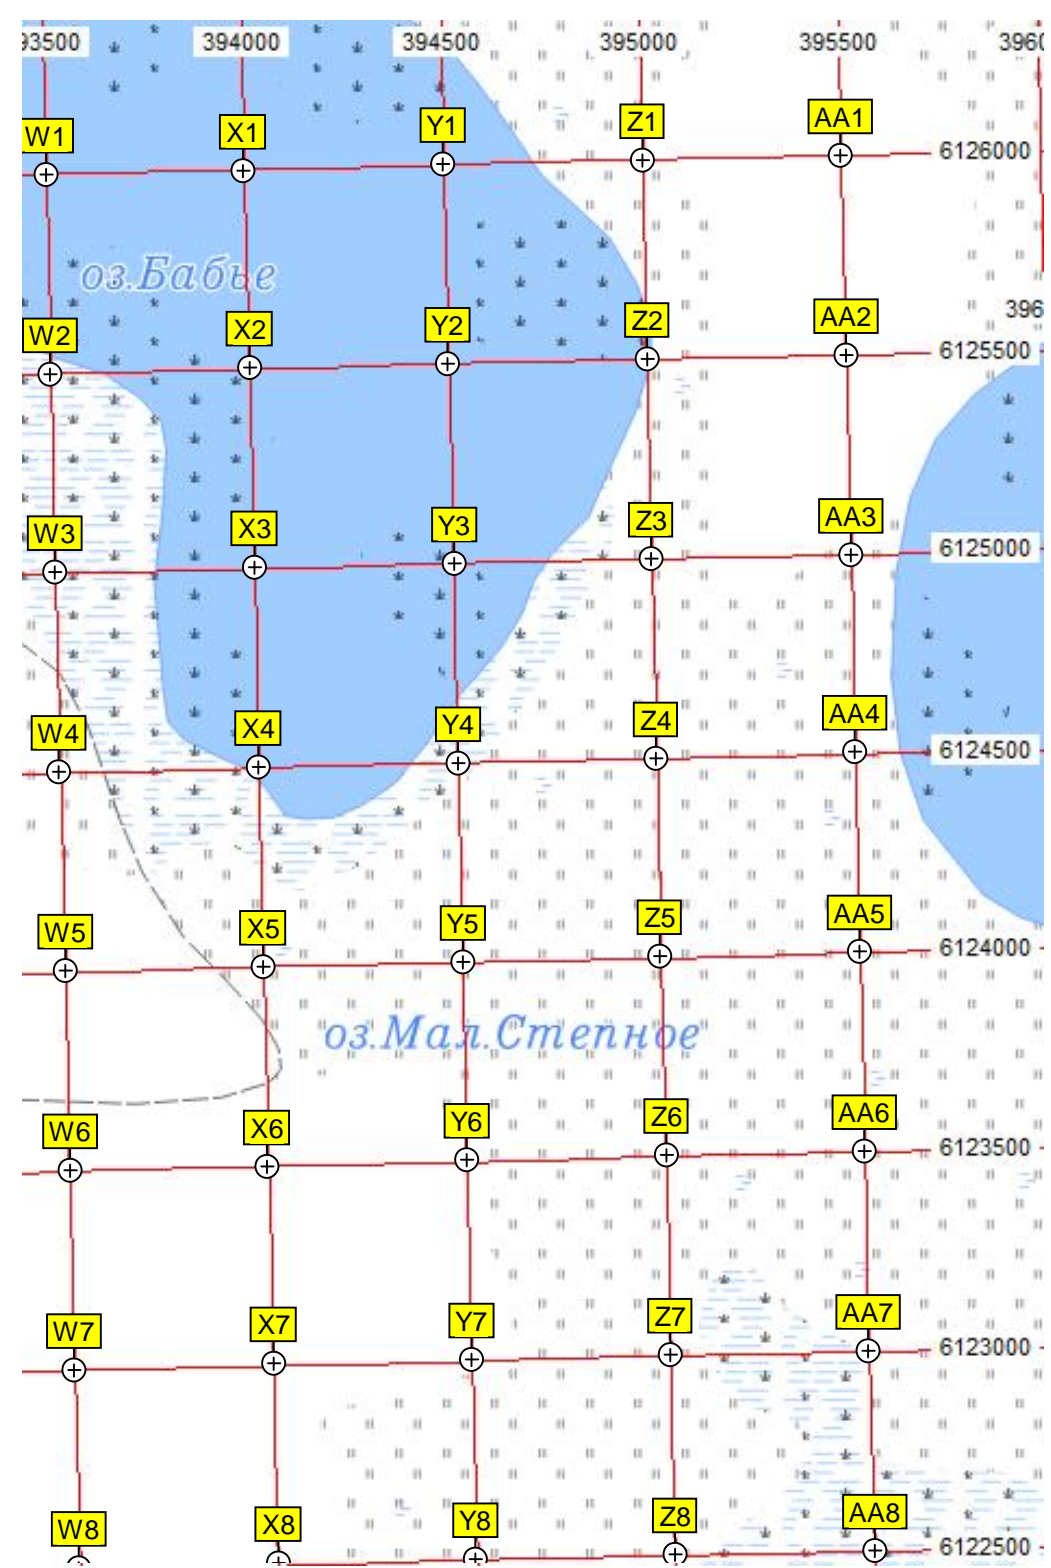 93500 394000 394500 395000 395500 396
W1 X1 Y1 Z1 AA1
6126000
оз.Бабье
396
W2 X2 Y2 Z2 AA2
6125500
W3 X3 Y3 Z3 AA3
6125000
W4 X4 Y4 Z4 AA4
6124500
W5 X5 Y5 Z5 AA5
6124000
оз.Мал.Степное
W6 X6 Y6 Z6 AA6
6123500
W7 X7 Y7 Z7 AA7
6123000
W8 X8 Y8 Z8 AA8
6122500